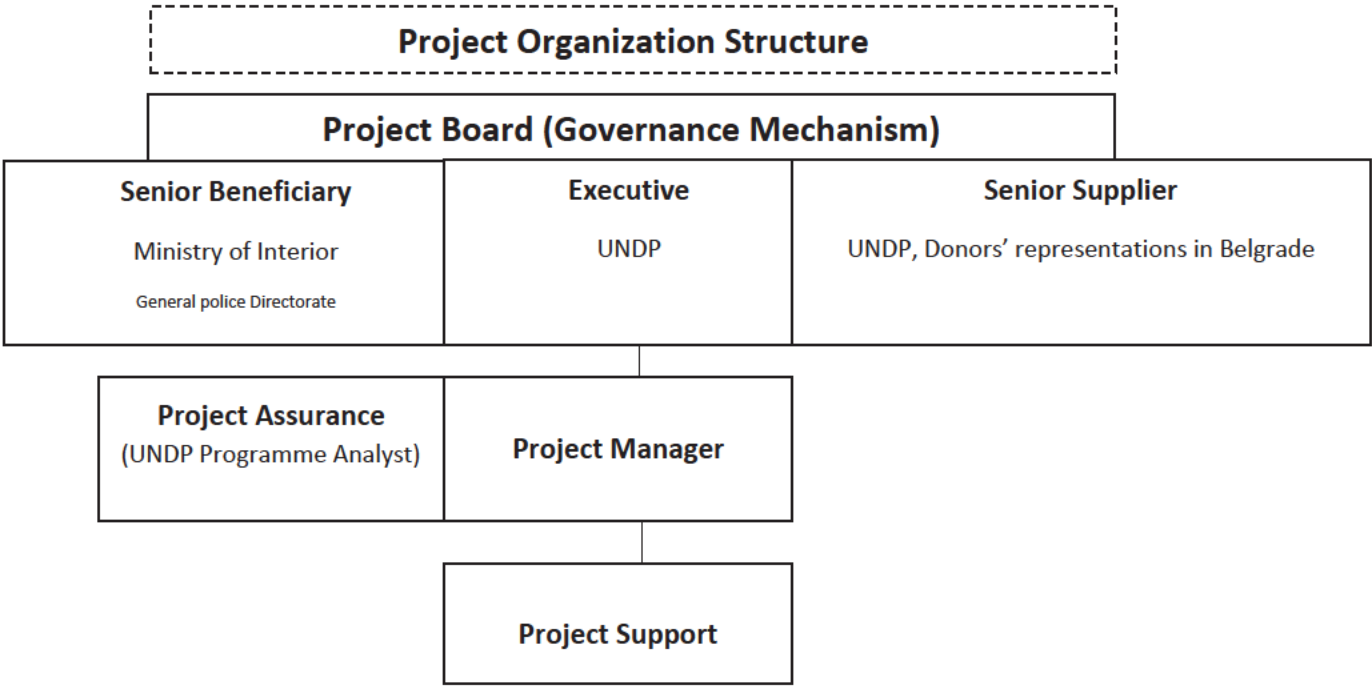 Project Organization Structure
Project Board (Governance Mechanism)
Senior Beneficiary
Ministry of Interior
General police Directorate
Executive
UNDP
Senior Supplier
UNDP, Donors’ representations in Belgrade
Project Assurance
(UNDP Programme Analyst)
Project Manager
Project Support